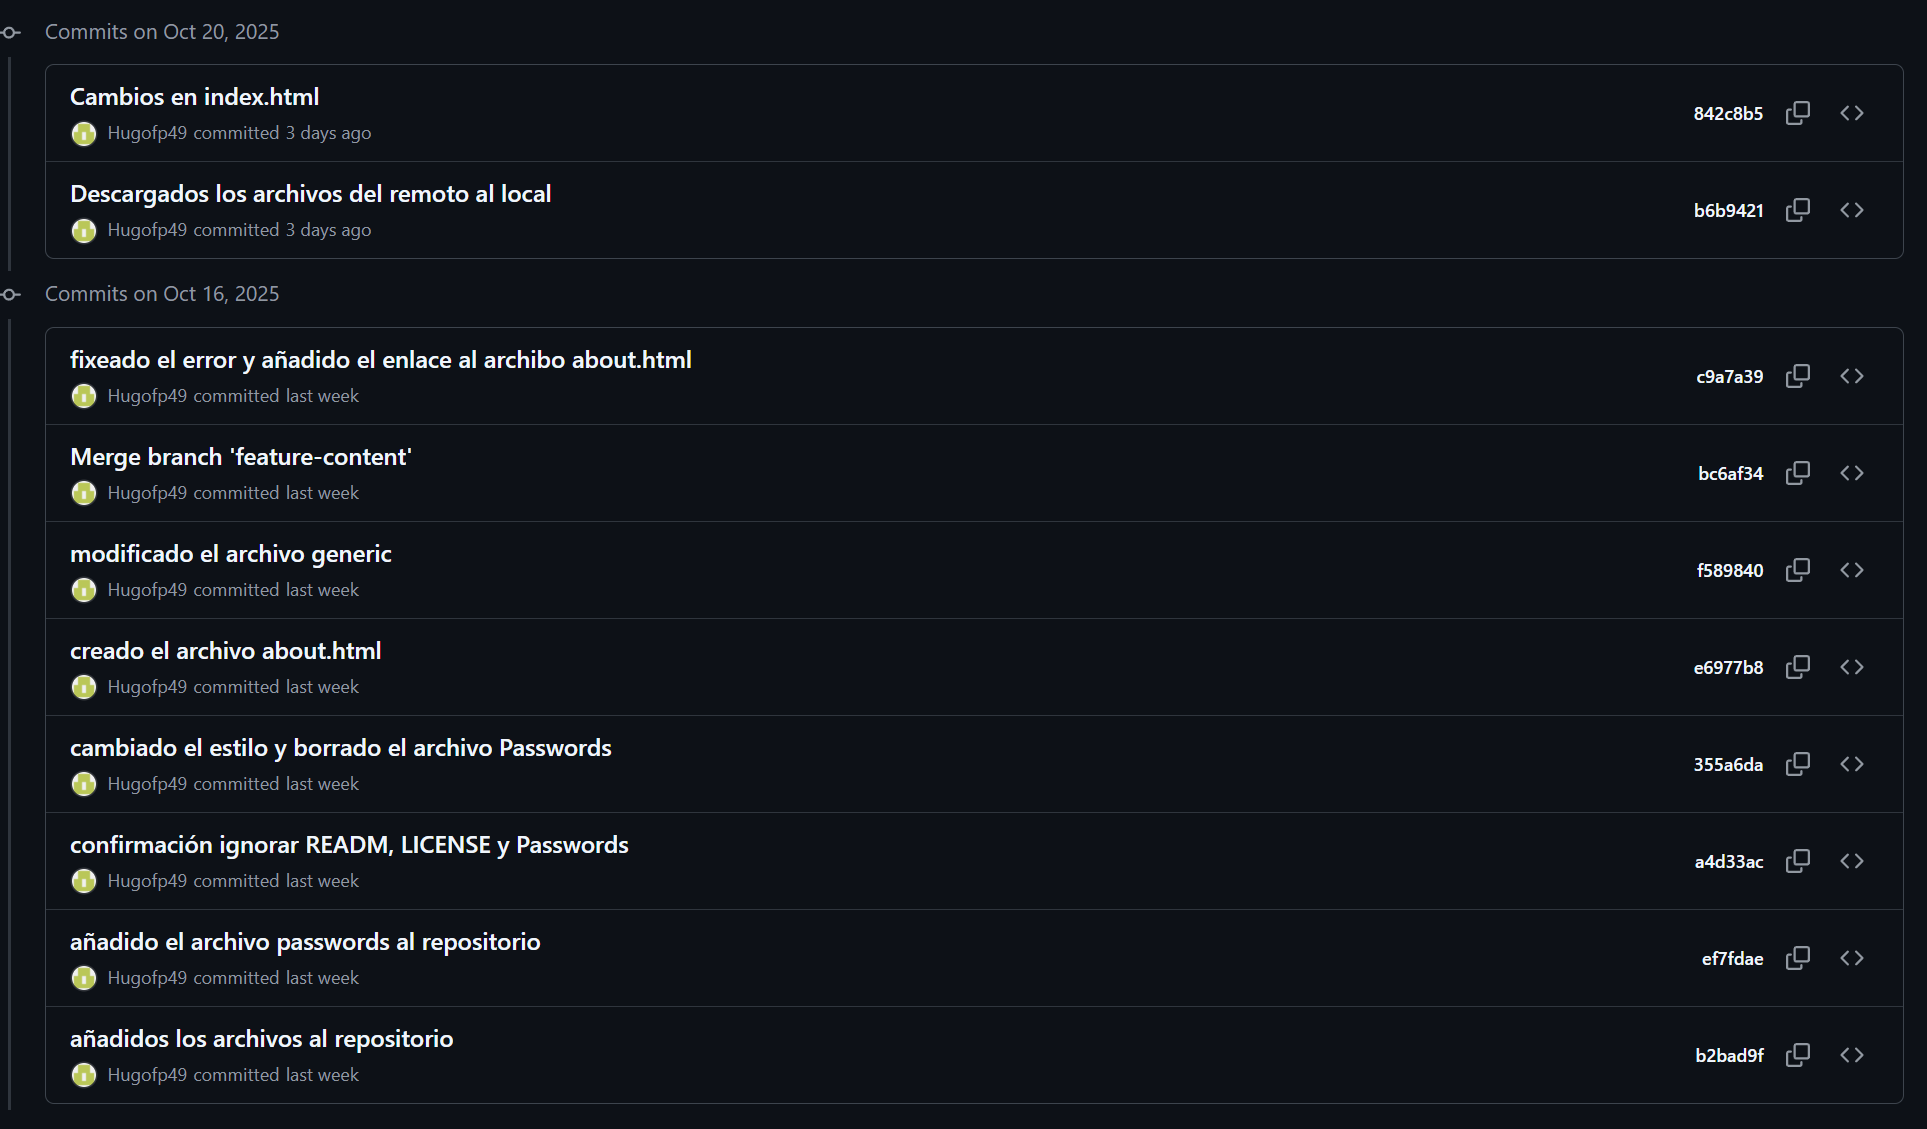 Commits on Oct 20, 2025
Cambios en index.html
Hugofp49 committed 3 days ago
842c8b5
Descargados los archivos del remoto al local
Hugofp49 committed 3 days ago
b6b9421
Commits on Oct 16, 2025
fixeado el error y añadido el enlace al archibo about.html
Hugofp49 committed last week
c9a7a39
Merge branch 'feature-content'
Hugofp49 committed last week
bc6af34
modificado el archivo generic
Hugofp49 committed last week
f589840
creado el archivo about.html
Hugofp49 committed last week
e6977b8
cambiado el estilo y borrado el archivo Passwords
Hugofp49 committed last week
355a6da
confirmación ignorar READM, LICENSE y Passwords
Hugofp49 committed last week
a4d33ac
añadido el archivo passwords al repositorio
Hugofp49 committed last week
ef7fdae
añadidos los archivos al repositorio
Hugofp49 committed last week
b2bad9f